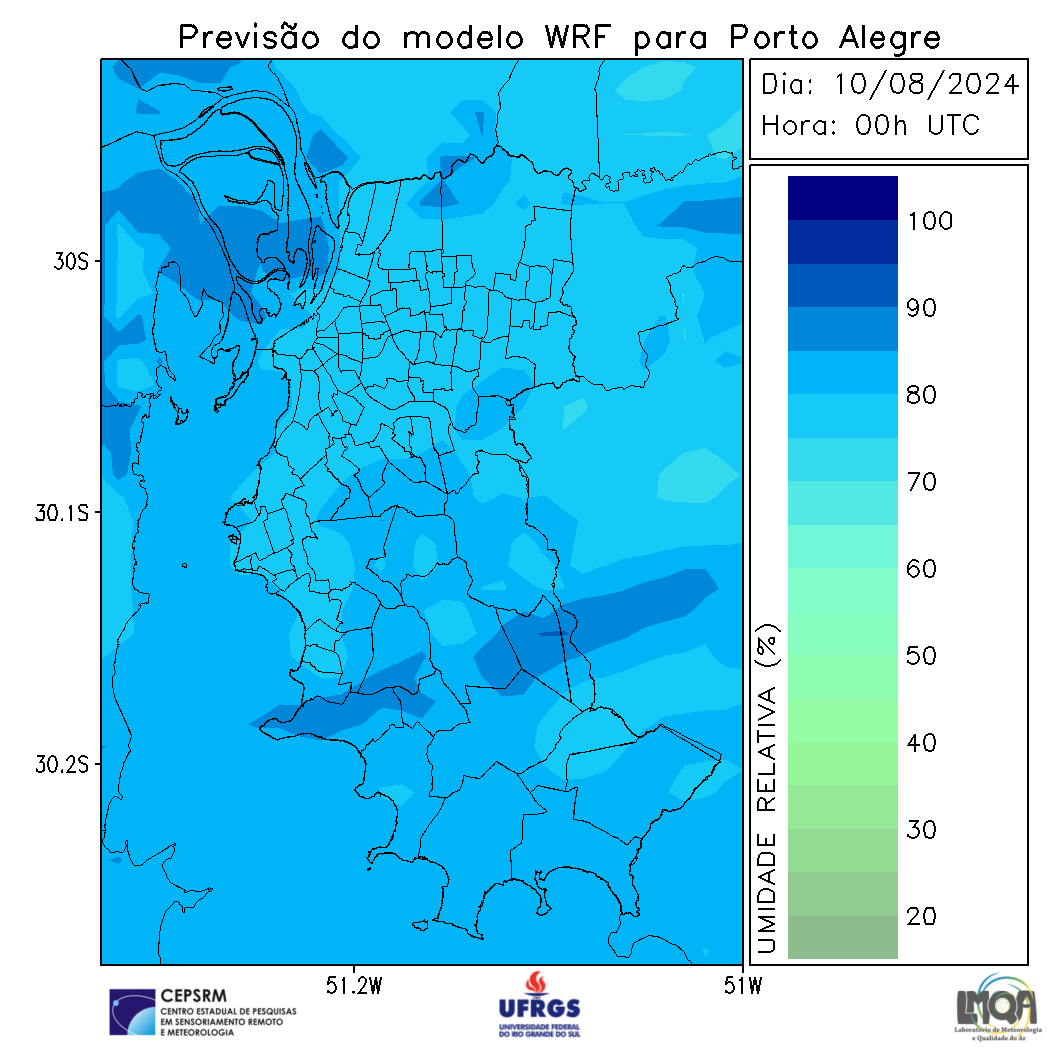 Previsão do modelo WRF para Porto Alegre
Dia: 10/08/2024
Hora: 00h UTC
30S
30.1S
30.2S
51.2W
51W
100
90
80
70
60
50
40
30
20
UMIDADE RELATIVA (%)
CEPSRM
CENTRO ESTADUAL DE PESQUISAS
EM SENSORIAMENTO REMOTO
E METEOROLOGIA
UFRGS
UNIVERSIDADE FEDERAL
DO RIO GRANDE DO SUL
LMQA
Laboratório de Meteorologia
e Qualidade do Ar